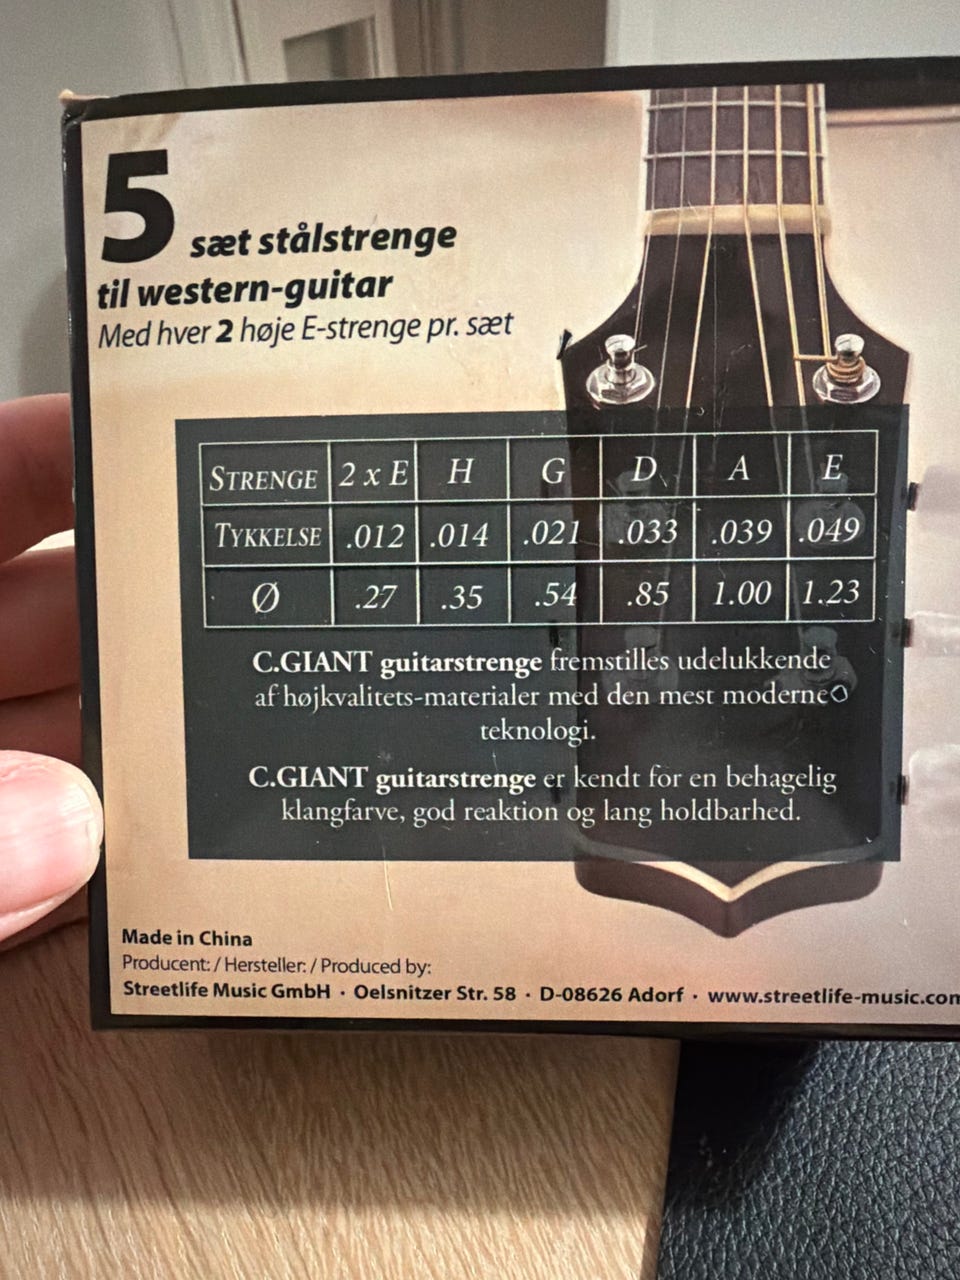 5 sæt stålstrenge
til western-guitar
Med hver 2 høje E-strenge pr. sæt
STRENGE 2 x E H G D A E
TYKKELSE .012 .014 .021 .033 .039 .049
Ø .27 .35 .54 .85 1.00 1.23
C.GIANT guitarstrenge fremstilles udelukkende
af højkvalitets-materialer med den mest moderne
teknologi.
C.GIANT guitarstrenge er kendt for en behagelig
klangfarve, god reaktion og lang holdbarhed.
Made in China
Producent: / Hersteller: / Produced by:
Streetlife Music GmbH · Oelsnitzer Str. 58 · D-08626 Adorf · www.streetlife-music.com